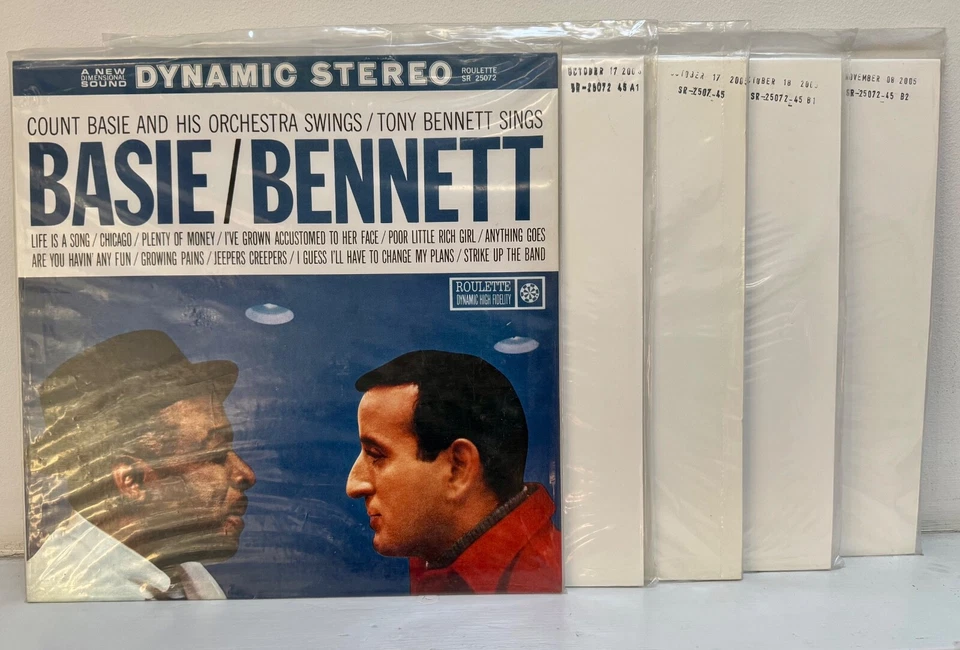 A NEW
DIMENSIONAL
SOUND
DYNAMIC STEREO
ROULETTE
SR 25072
COUNT BASIE AND HIS ORCHESTRA SWINGS / TONY BENNETT SINGS
BASIE / BENNETT
LIFE IS A SONG / CHICAGO / PLENTY OF MONEY / I'VE GROWN ACCUSTOMED TO HER FACE / POOR LITTLE RICH GIRL / ANYTHING GOES
ARE YOU HAVIN' ANY FUN / GROWING PAINS / JEEPERS CREEPERS / I GUESS I'LL HAVE TO CHANGE MY PLANS / STRIKE UP THE BAND
ROULETTE
DYNAMIC HIGH FIDELITY
OCTOBER 17
SR-25072 45 A1
17
18
SR-25072-45 B1
NOVEMBER 08 2005
SR-25072-45 B2